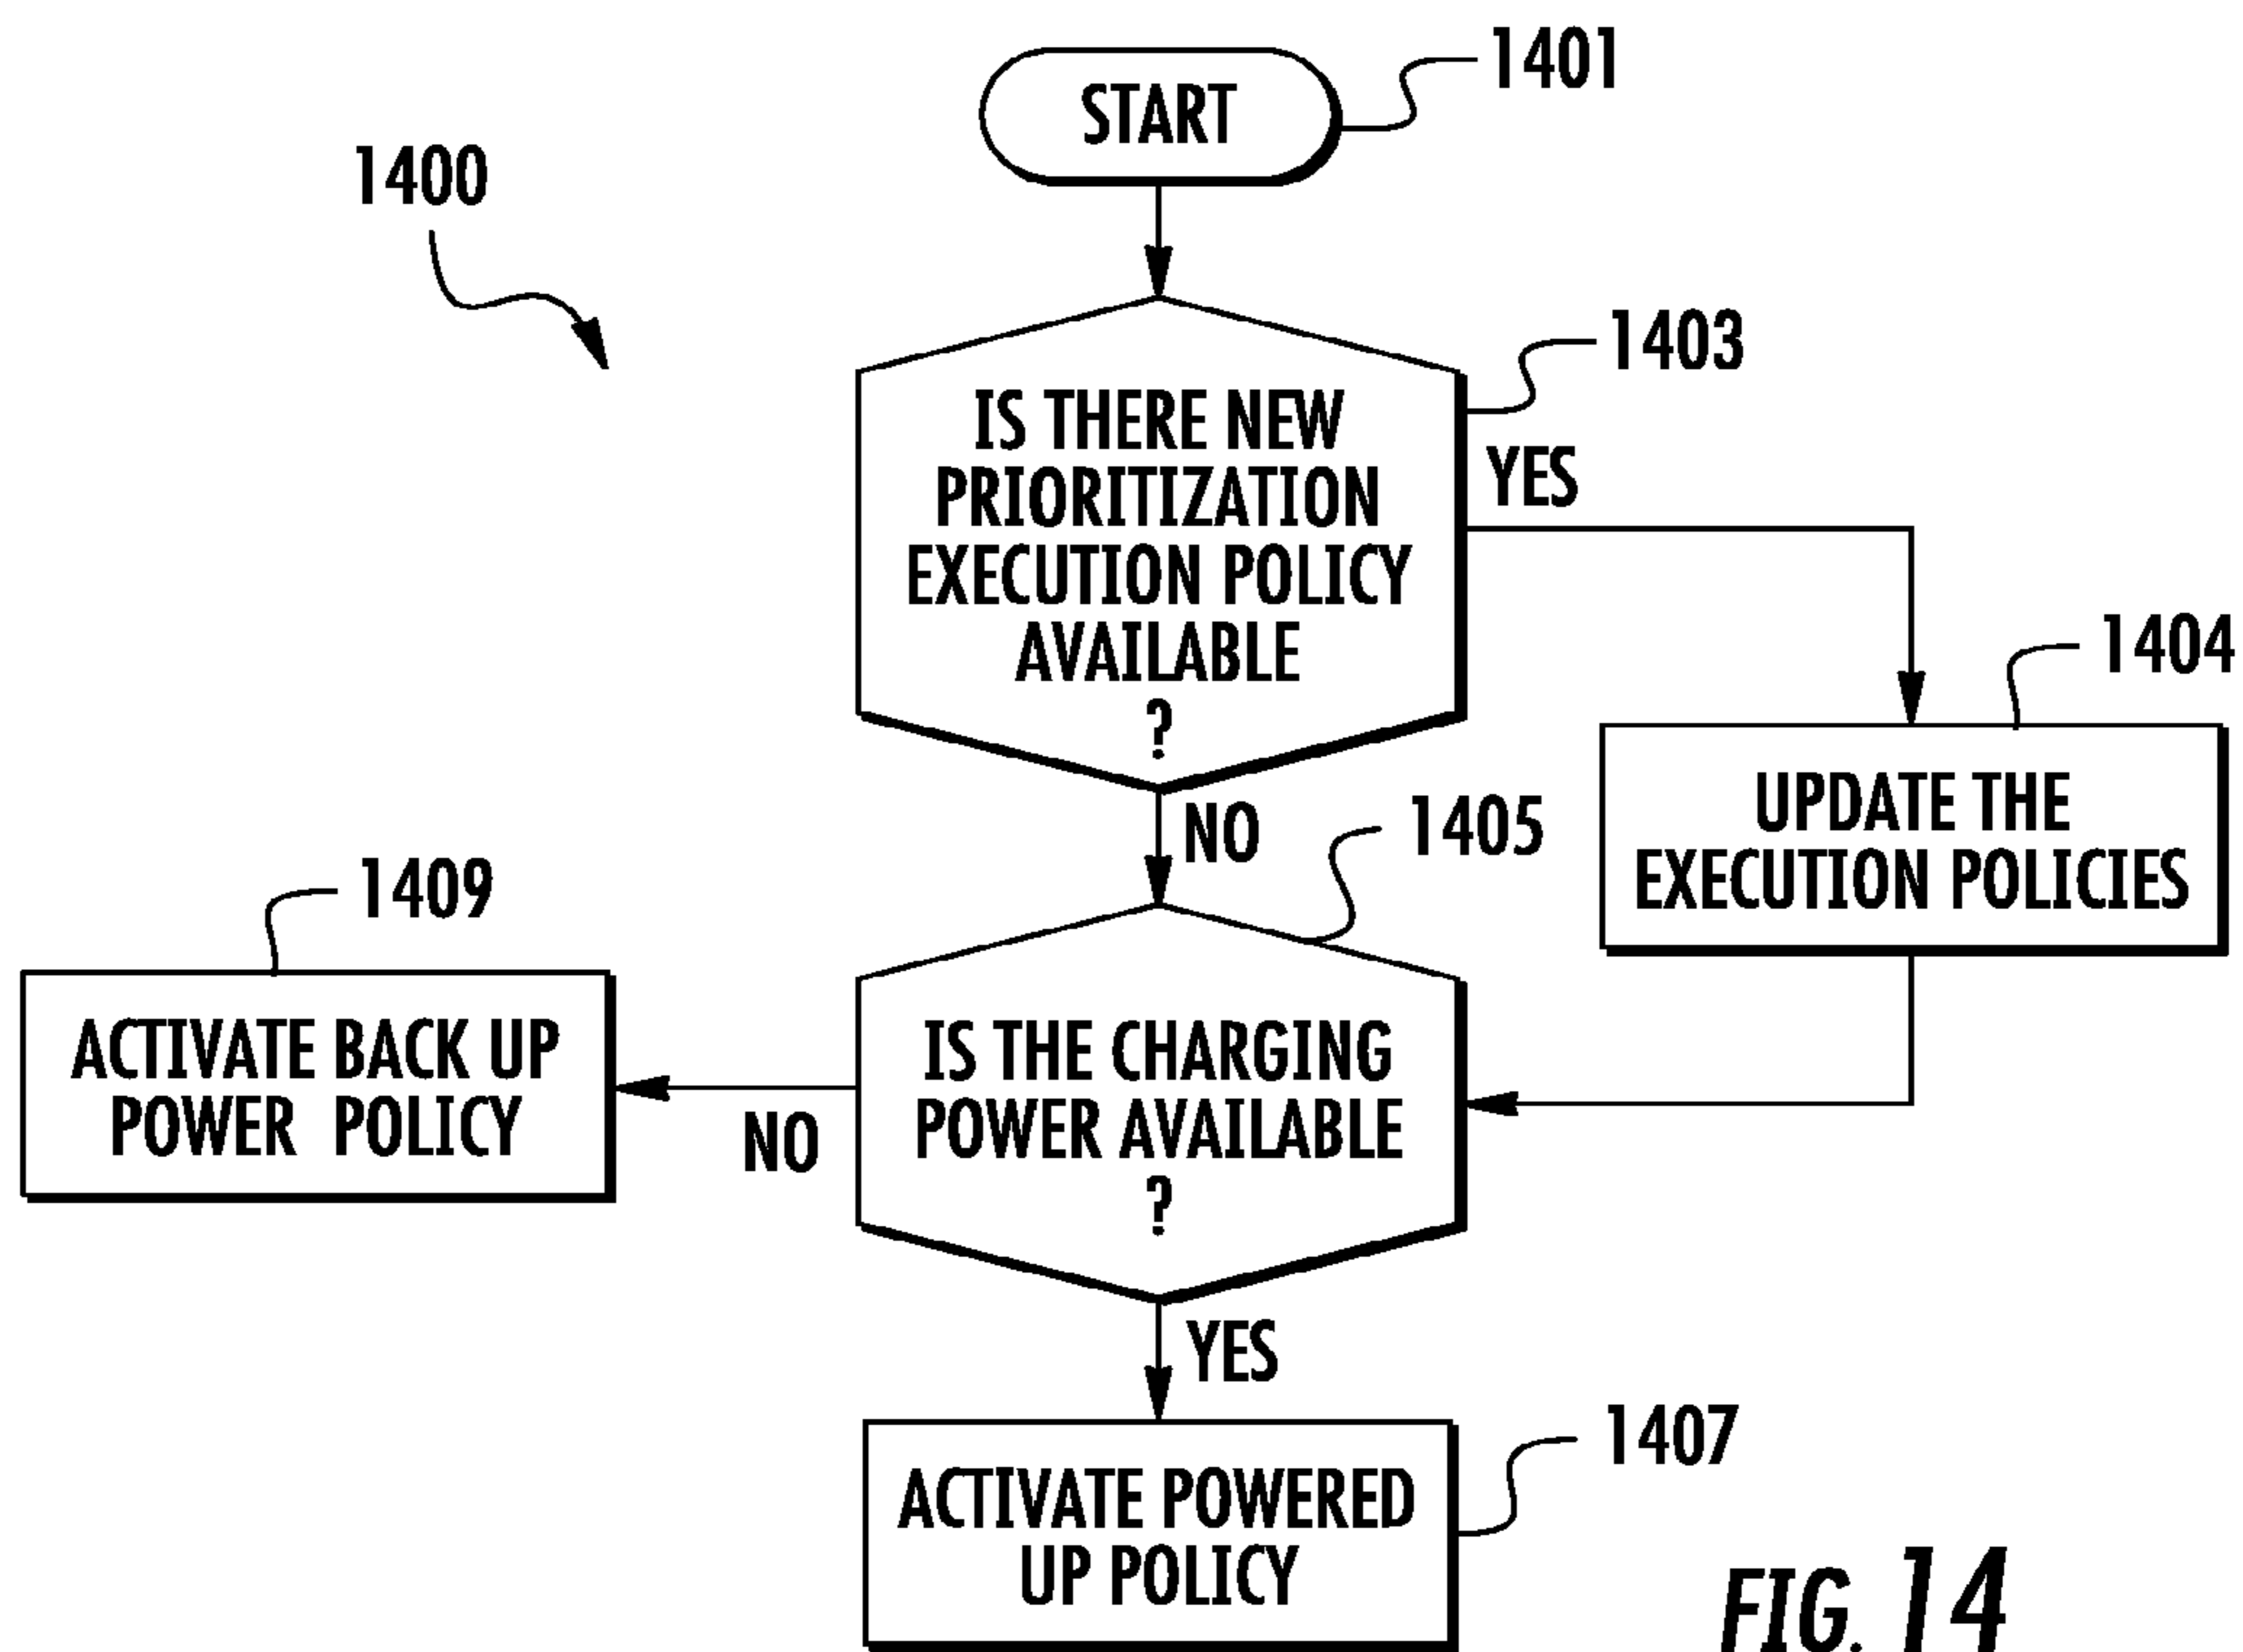 1401
START
1400
1403
IS THERE NEW
PRIORITIZATION
EXECUTION POLICY
AVAILABLE
?
YES
1404
UPDATE THE
EXECUTION POLICIES
NO
1405
1409
ACTIVATE BACK UP
POWER POLICY
IS THE CHARGING
POWER AVAILABLE
?
NO
YES
1407
ACTIVATE POWERED
UP POLICY
FIG. 14